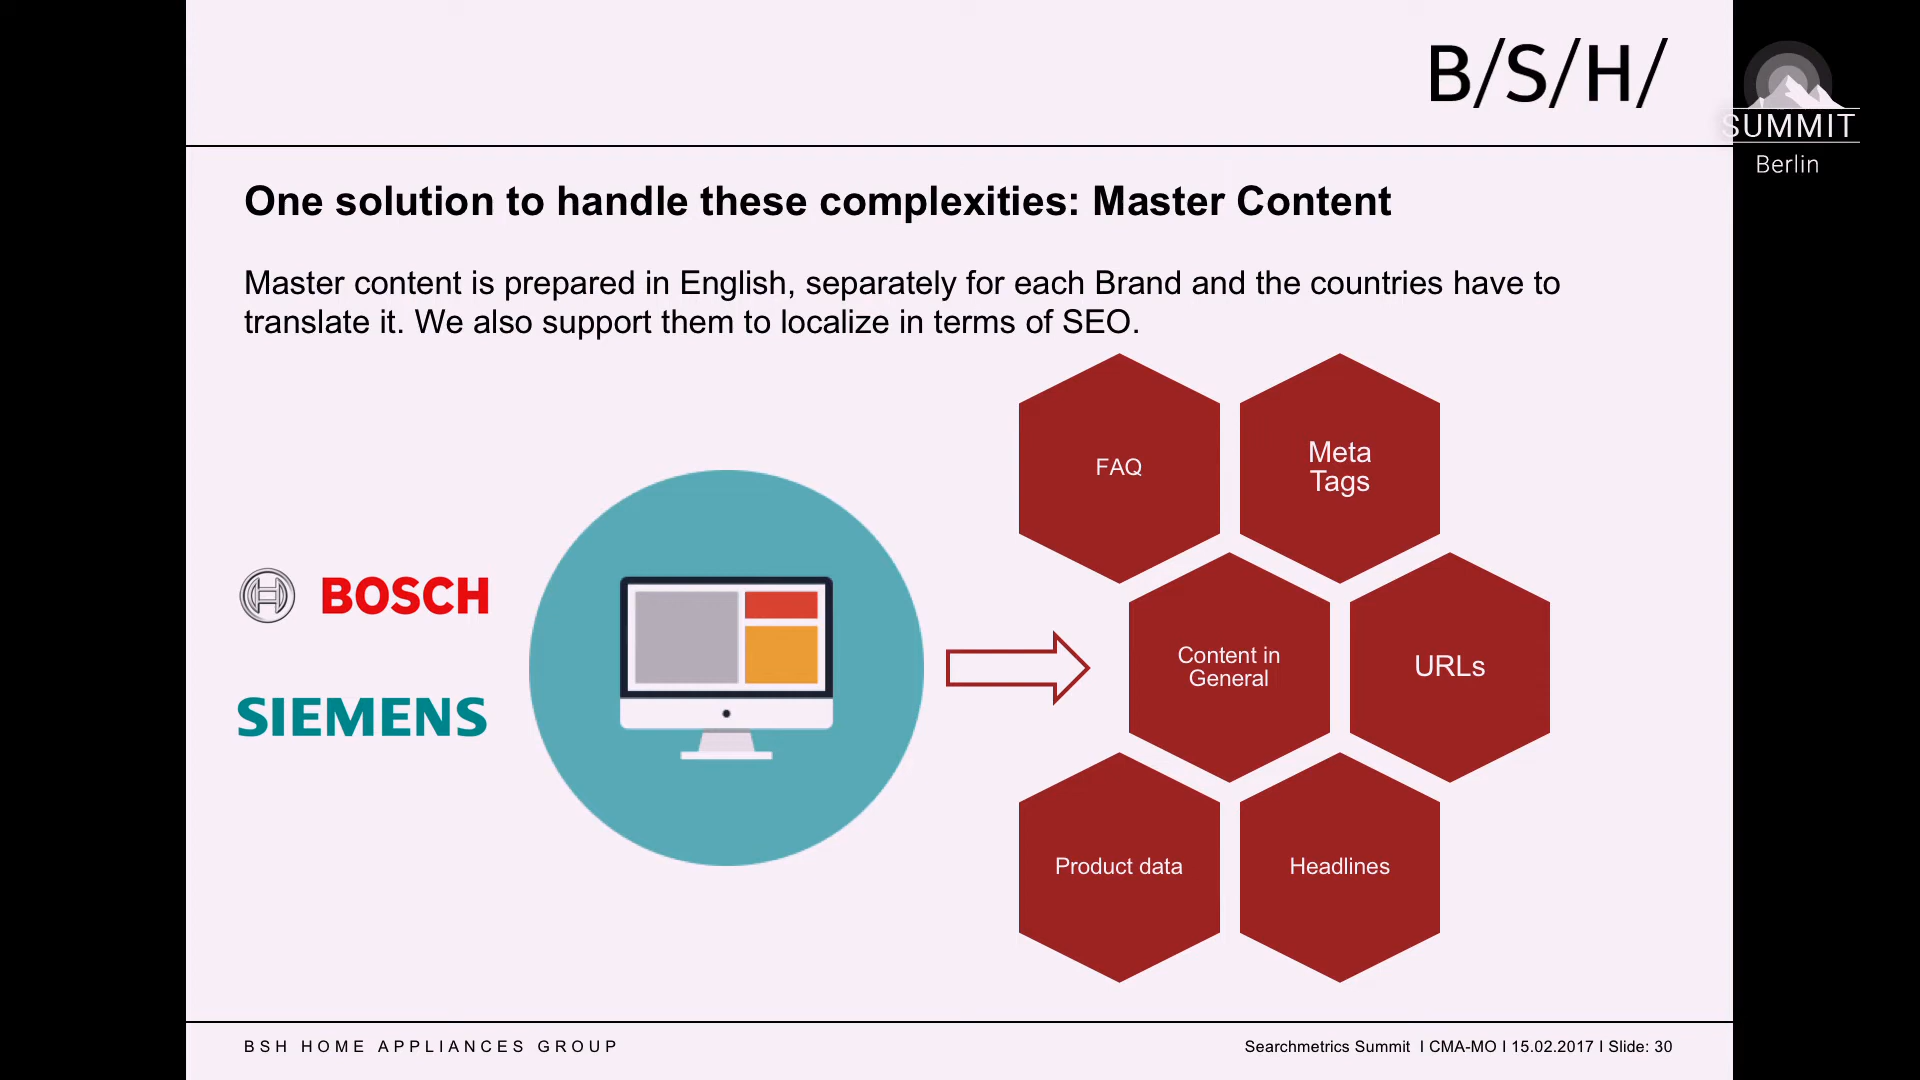 B/S/H/
SUMMIT
Berlin
One solution to handle these complexities: Master Content
Master content is prepared in English, separately for each Brand and the countries have to
translate it. We also support them to localize in terms of SEO.
FAQ
Meta
Tags
BOSCH
SIEMENS
Content in
General
URLs
Product data
Headlines
BSH HOME APPLIANCES GROUP
Searchmetrics Summit I CMA-MO I 15.02.2017 I Slide: 30